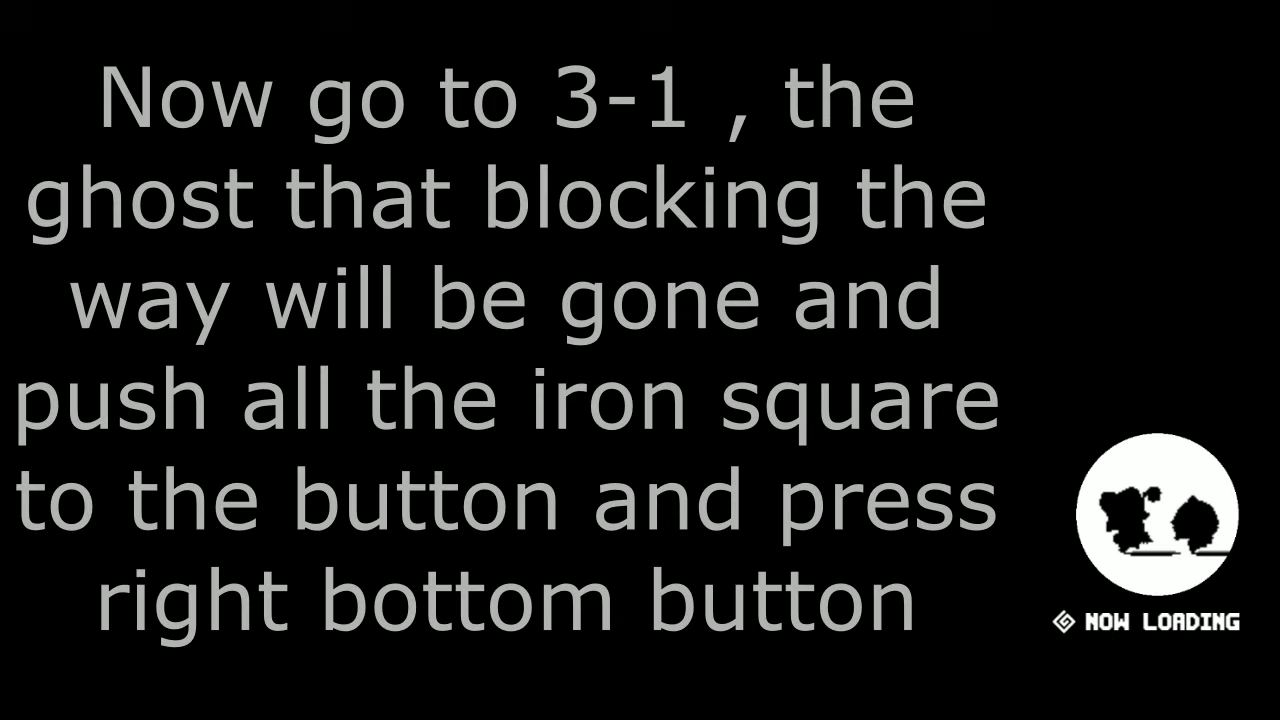 Now go to 3-1 , the
ghost that blocking the
way will be gone and
push all the iron square
to the button and press
right bottom button
NOW LOADING